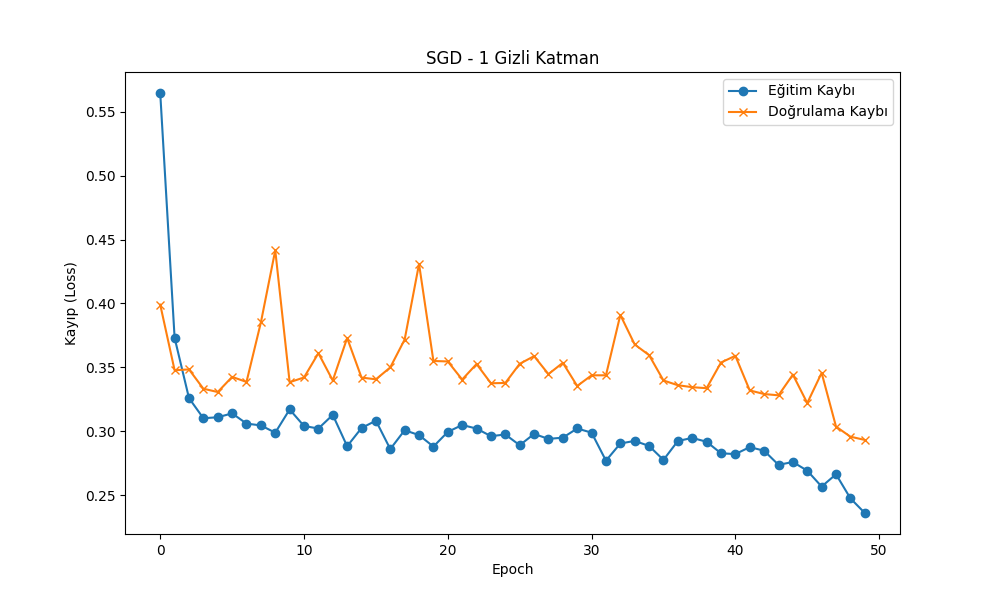 SGD - 1 Gizli Katman
Eğitim Kaybı
Doğrulama Kaybı
Kayıp (Loss)
0.55
0.50
0.45
0.40
0.35
0.30
0.25
0 10 20 30 40 50
Epoch